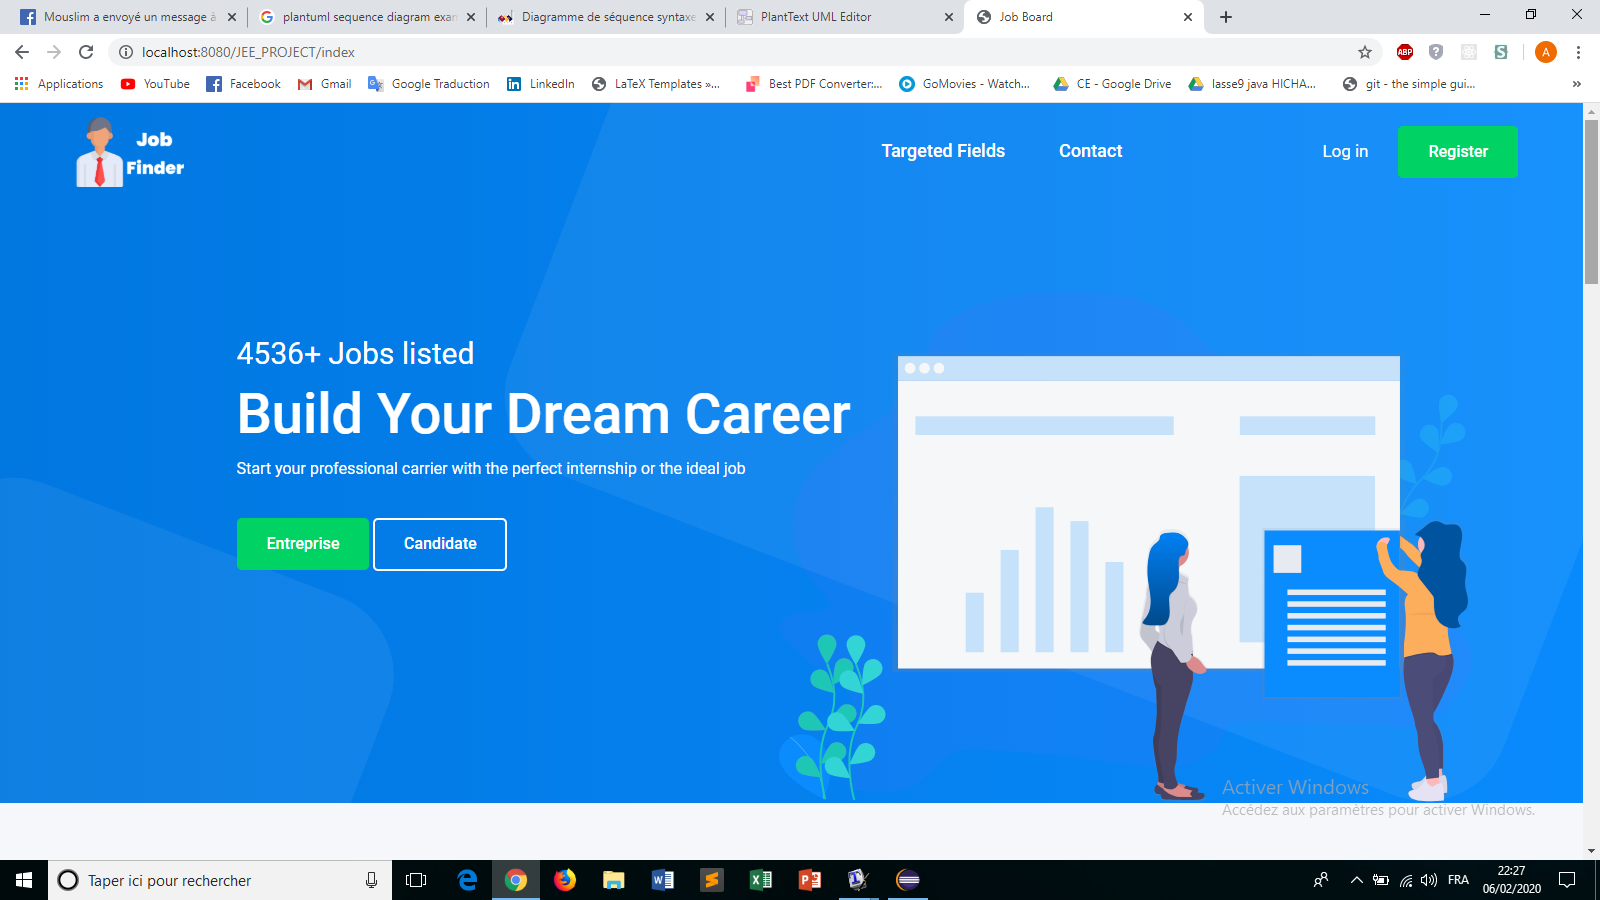 Mouslim a envoyé un message à
plantuml sequence diagram exam
Diagramme de séquence syntaxe
PlantText UML Editor
Job Board
localhost:8080/JEE_PROJECT/index
ABP
A
Applications
YouTube
Facebook
Gmail
Google Traduction
LinkedIn
LaTeX Templates »...
Best PDF Converter:...
GoMovies - Watch...
CE - Google Drive
lasse9 java HICHA...
git - the simple gui...
»
Job
Finder
Targeted Fields
Contact
Log in
Register
4536+ Jobs listed
Build Your Dream Career
Start your professional carrier with the perfect internship or the ideal job
Entreprise
Candidate
Activer Windows
Accédez aux paramètres pour activer Windows.
Taper ici pour rechercher
FRA
22:27
06/02/2020